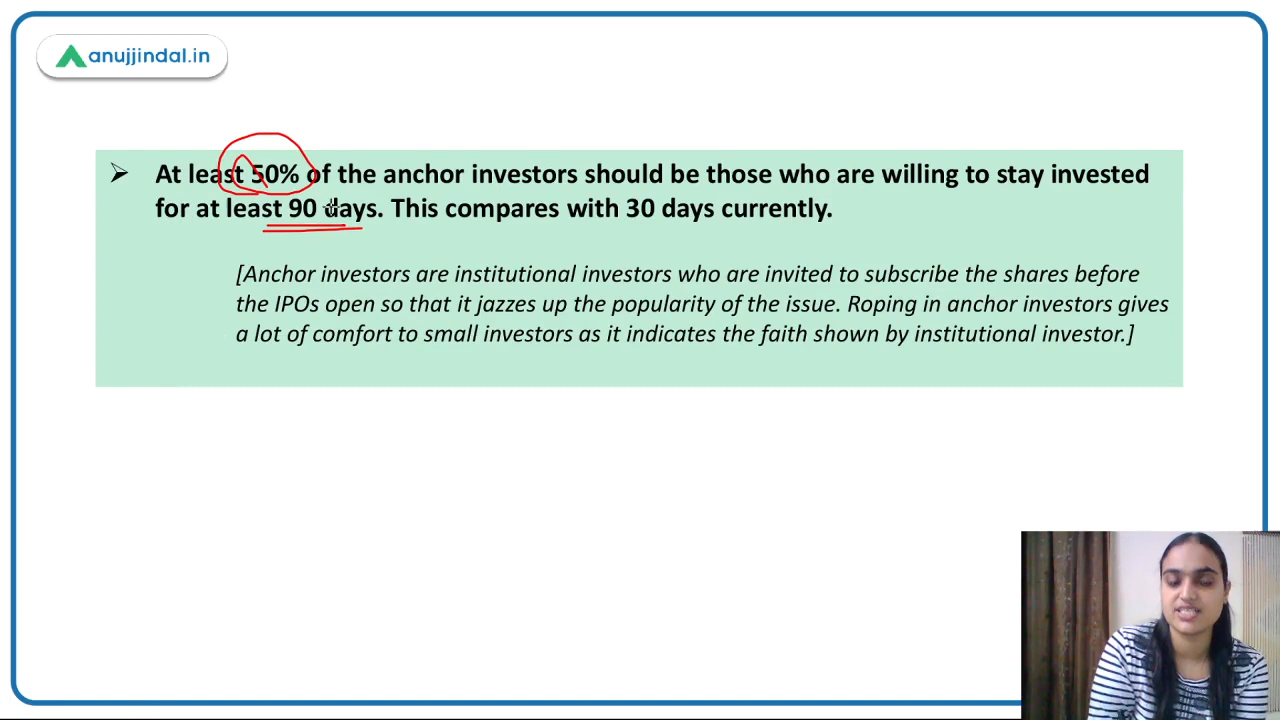 anujjindal.in
➢ At least 50% of the anchor investors should be those who are willing to stay invested
for at least 90 days. This compares with 30 days currently.
[Anchor investors are institutional investors who are invited to subscribe the shares before
the IPOs open so that it jazzes up the popularity of the issue. Roping in anchor investors gives
a lot of comfort to small investors as it indicates the faith shown by institutional investor.]